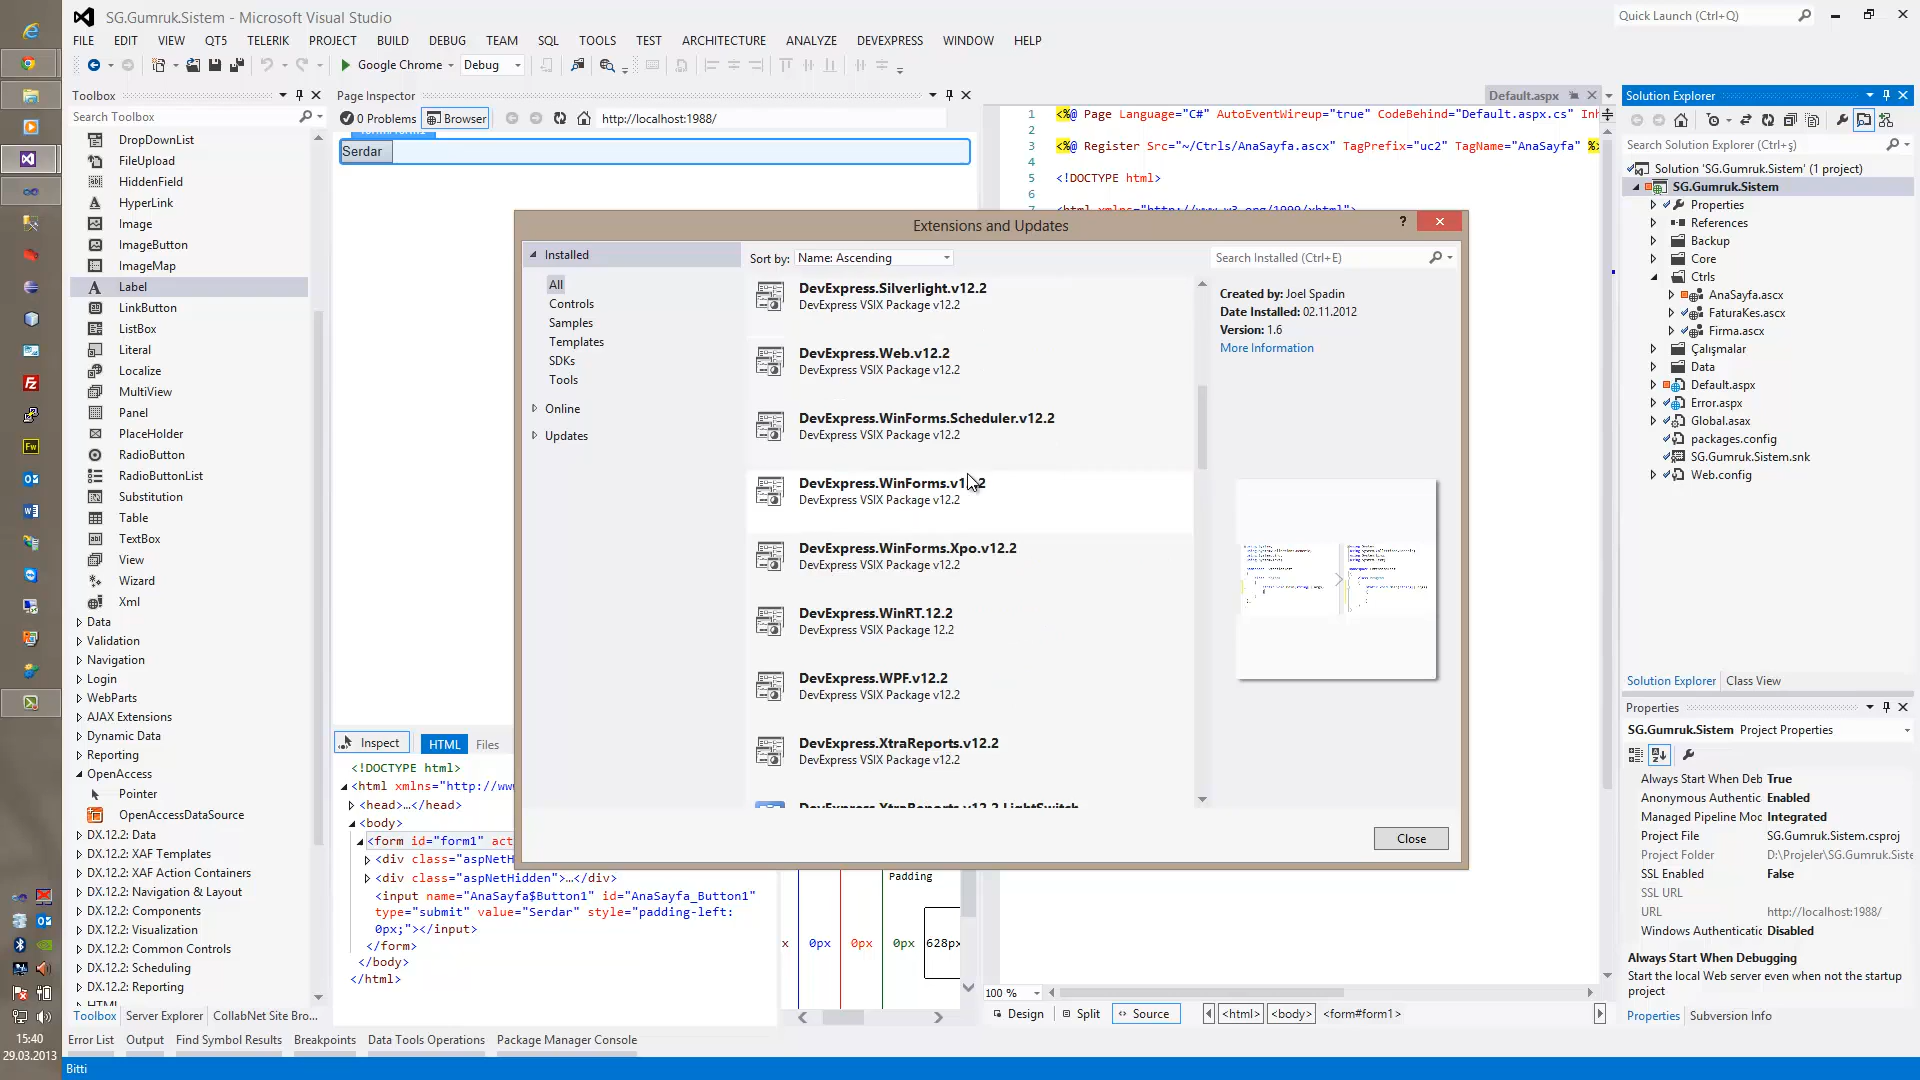 SG.Gumruk.Sistem - Microsoft Visual Studio
Quick Launch (Ctrl+Q)
FILE EDIT VIEW QT5 TELERIK PROJECT BUILD DEBUG TEAM SQL TOOLS TEST ARCHITECTURE ANALYZE DEVEXPRESS WINDOW HELP
Google Chrome Debug
Toolbox
Search Toolbox
DropDownList
FileUpload
HiddenField
HyperLink
Image
ImageButton
ImageMap
Label
LinkButton
ListBox
Literal
Localize
MultiView
Panel
PlaceHolder
RadioButton
RadioButtonList
Substitution
Table
TextBox
View
Wizard
Xml
Data
Validation
Navigation
Login
WebParts
AJAX Extensions
Dynamic Data
Reporting
OpenAccess
Pointer
OpenAccessDataSource
DX.12.2: Data
DX.12.2: XAF Templates
DX.12.2: XAF Action Containers
DX.12.2: Navigation & Layout
DX.12.2: Components
DX.12.2: Visualization
DX.12.2: Common Controls
DX.12.2: Scheduling
DX.12.2: Reporting
HTML
Toolbox Server Explorer CollabNet Site Bro...
Page Inspector
0 Problems Browser http://localhost:1988/
Serdar
Inspect HTML Files
<!DOCTYPE html>
<html xmlns="http://ww
<head>…</head>
<body>
<form id="form1" act
<div class="aspNetH
<div class="aspNetHidden">…</div>
<input name="AnaSayfa$Button1" id="AnaSayfa_Button1"
type="submit" value="Serdar" style="padding-left:
0px;"></input>
</form>
</body>
</html>
Padding
x 0px 0px 0px 628px
Default.aspx
1 <%@ Page Language="C#" AutoEventWireup="true" CodeBehind="Default.aspx.cs" Inh
2
3 <%@ Register Src="~/Ctrls/AnaSayfa.ascx" TagPrefix="uc2" TagName="AnaSayfa" %>
4
5 <!DOCTYPE html>
6
7 <html xmlns="http://www.w3.org/1999/xhtml">
100 %
Design Split Source <html> <body> <form#form1>
Extensions and Updates
?
Installed
All
Controls
Samples
Templates
SDKs
Tools
Online
Updates
Sort by: Name: Ascending
Search Installed (Ctrl+E)
DevExpress.Silverlight.v12.2
DevExpress VSIX Package v12.2
DevExpress.Web.v12.2
DevExpress VSIX Package v12.2
DevExpress.WinForms.Scheduler.v12.2
DevExpress VSIX Package v12.2
DevExpress.WinForms.v12.2
DevExpress VSIX Package v12.2
DevExpress.WinForms.Xpo.v12.2
DevExpress VSIX Package v12.2
DevExpress.WinRT.12.2
DevExpress VSIX Package 12.2
DevExpress.WPF.v12.2
DevExpress VSIX Package v12.2
DevExpress.XtraReports.v12.2
DevExpress VSIX Package v12.2
DevExpress.XtraReports.v12.2.LightSwitch
Created by: Joel Spadin
Date Installed: 02.11.2012
Version: 1.6
More Information
Close
Solution Explorer
Search Solution Explorer (Ctrl+ş)
Solution 'SG.Gumruk.Sistem' (1 project)
SG.Gumruk.Sistem
Properties
References
Backup
Core
Ctrls
AnaSayfa.ascx
FaturaKes.ascx
Firma.ascx
Çalışmalar
Data
Default.aspx
Error.aspx
Global.asax
packages.config
SG.Gumruk.Sistem.snk
Web.config
Solution Explorer Class View
Properties
SG.Gumruk.Sistem Project Properties
Always Start When Deb True
Anonymous Authentic Enabled
Managed Pipeline Moc Integrated
Project File SG.Gumruk.Sistem.csproj
Project Folder D:\Projeler\SG.Gumruk.Siste
SSL Enabled False
SSL URL
URL http://localhost:1988/
Windows Authenticatic Disabled
Always Start When Debugging
Start the local Web server even when not the startup
project
Properties Subversion Info
Error List Output Find Symbol Results Breakpoints Data Tools Operations Package Manager Console
Bitti
15:40
29.03.2013